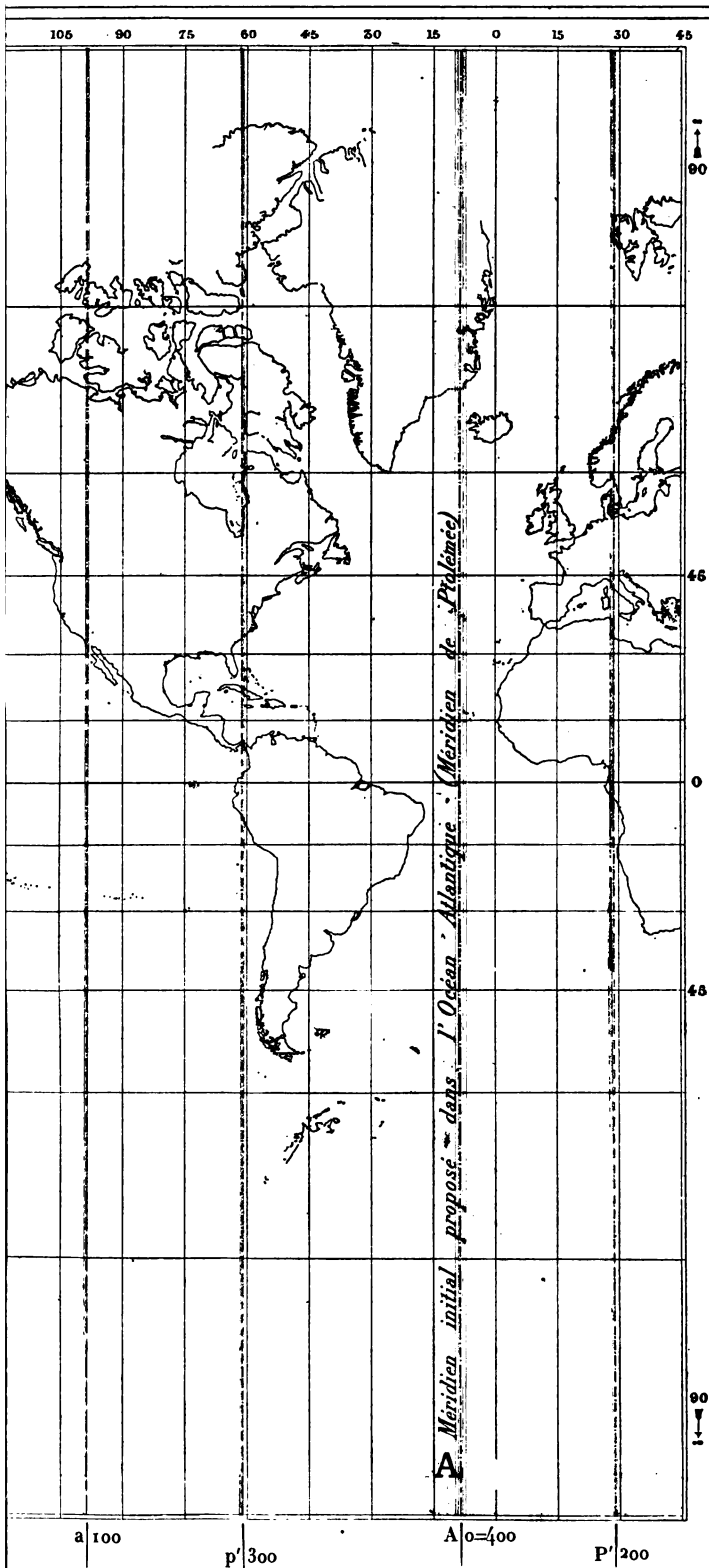 105 90 75 60 45 30 15 0 15 30 45
90
45
0
45
90
Méridien initial proposé dans l'Océan Atlantique (Méridien de Ptolémée)
A
a 100 p' 300 A 0=400 P' 200